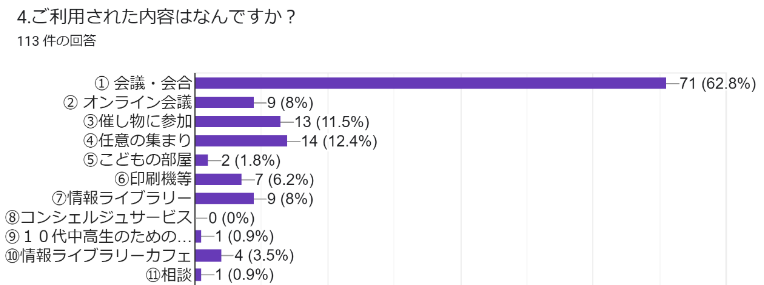 4.ご利用された内容はなんですか？
113 件の回答
① 会議・会合 71 (62.8%)
② オンライン会議 9 (8%)
③催し物に参加 13 (11.5%)
④任意の集まり 14 (12.4%)
⑤こどもの部屋 2 (1.8%)
⑥印刷機等 7 (6.2%)
⑦情報ライブラリー 9 (8%)
⑧コンシェルジュサービス 0 (0%)
⑨１０代中高生のための… 1 (0.9%)
⑩情報ライブラリーカフェ 4 (3.5%)
⑪相談 1 (0.9%)